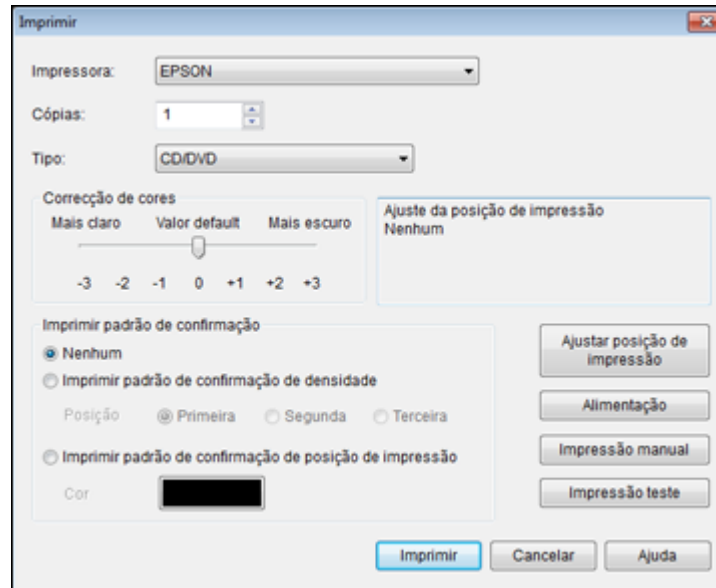 Imprimir
Impressora: EPSON
Cópias: 1
Tipo: CD/DVD
Correcção de cores
Mais claro Valor default Mais escuro
-3 -2 -1 0 +1 +2 +3
Ajuste da posição de impressão
Nenhum
Imprimir padrão de confirmação
Nenhum
Imprimir padrão de confirmação de densidade
Posição Primeira Segunda Terceira
Imprimir padrão de confirmação de posição de impressão
Cor
Ajustar posição de
impressão
Alimentação
Impressão manual
Impressão teste
Imprimir Cancelar Ajuda